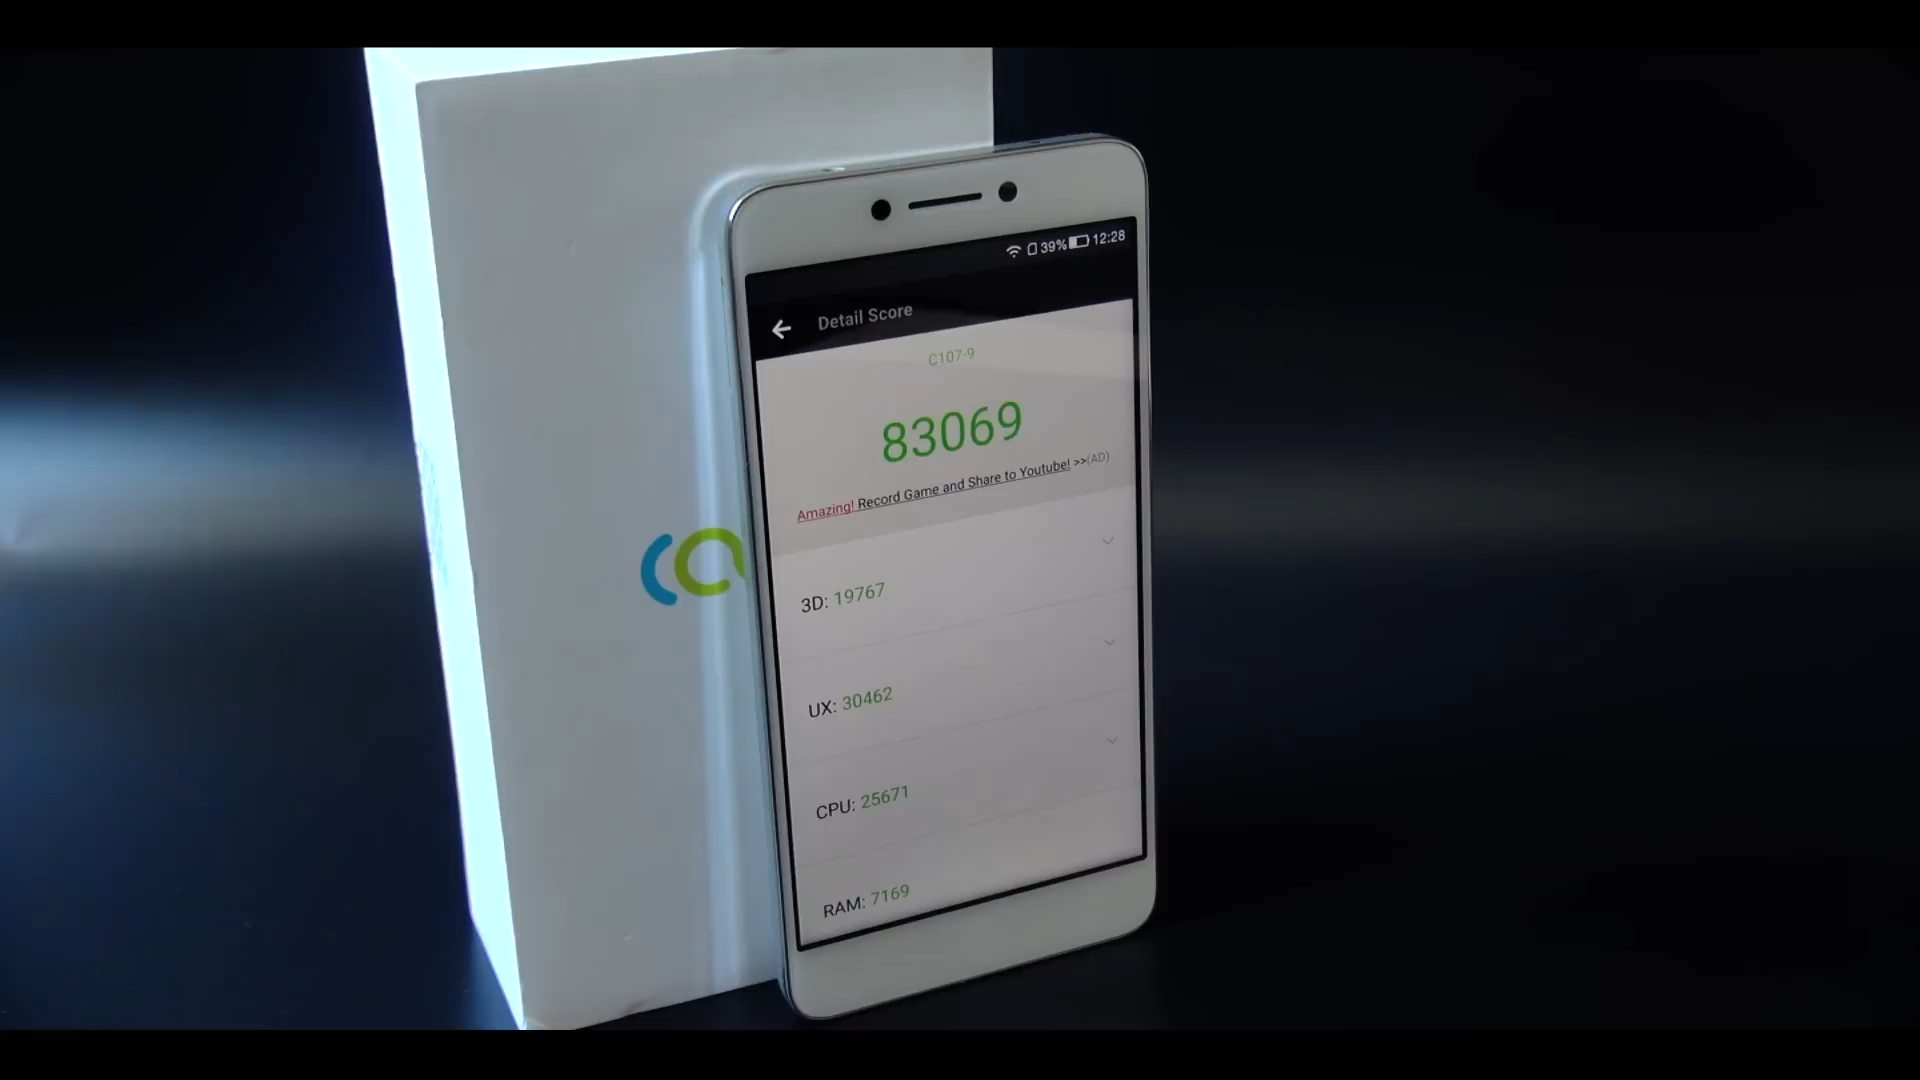 39% 12:28
Detail Score
C107-9
83069
Amazing! Record Game and Share to Youtube! >>(AD)
3D: 19767
UX: 30462
CPU: 25671
RAM: 7169